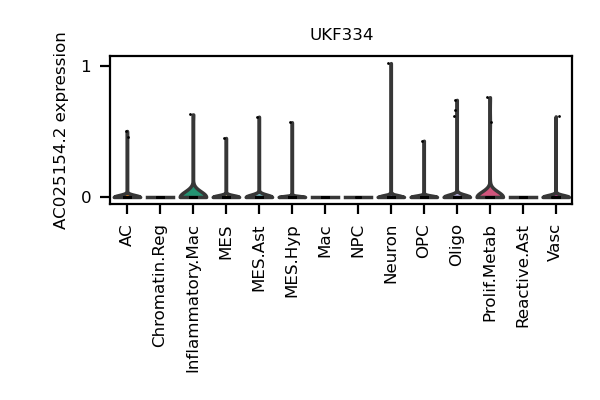 UKF334
AC025154.2 expression
1
0
AC
Chromatin.Reg
Inflammatory.Mac
MES
MES.Ast
MES.Hyp
Mac
NPC
Neuron
OPC
Oligo
Prolif.Metab
Reactive.Ast
Vasc